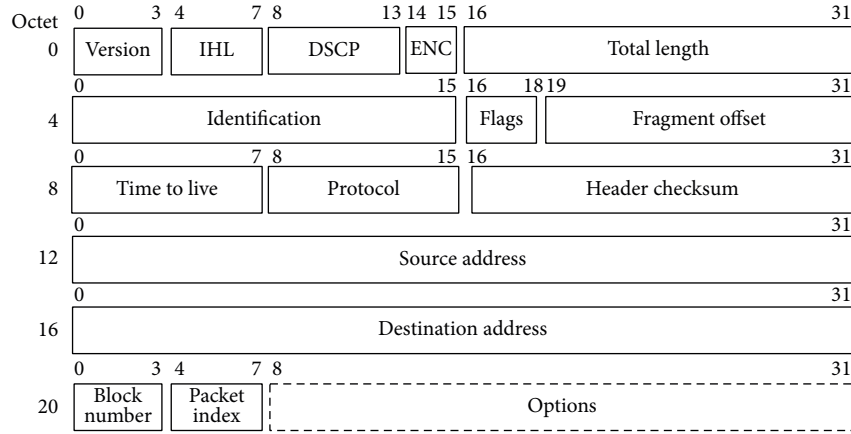 Octet
0 3 4 7 8 13 14 15 16 31
0 Version IHL DSCP ENC Total length
0 15 16 18 19 31
4 Identification Flags Fragment offset
0 7 8 15 16 31
8 Time to live Protocol Header checksum
0 31
12 Source address
0 31
16 Destination address
0 3 4 7 8 31
20 Block number Packet index Options